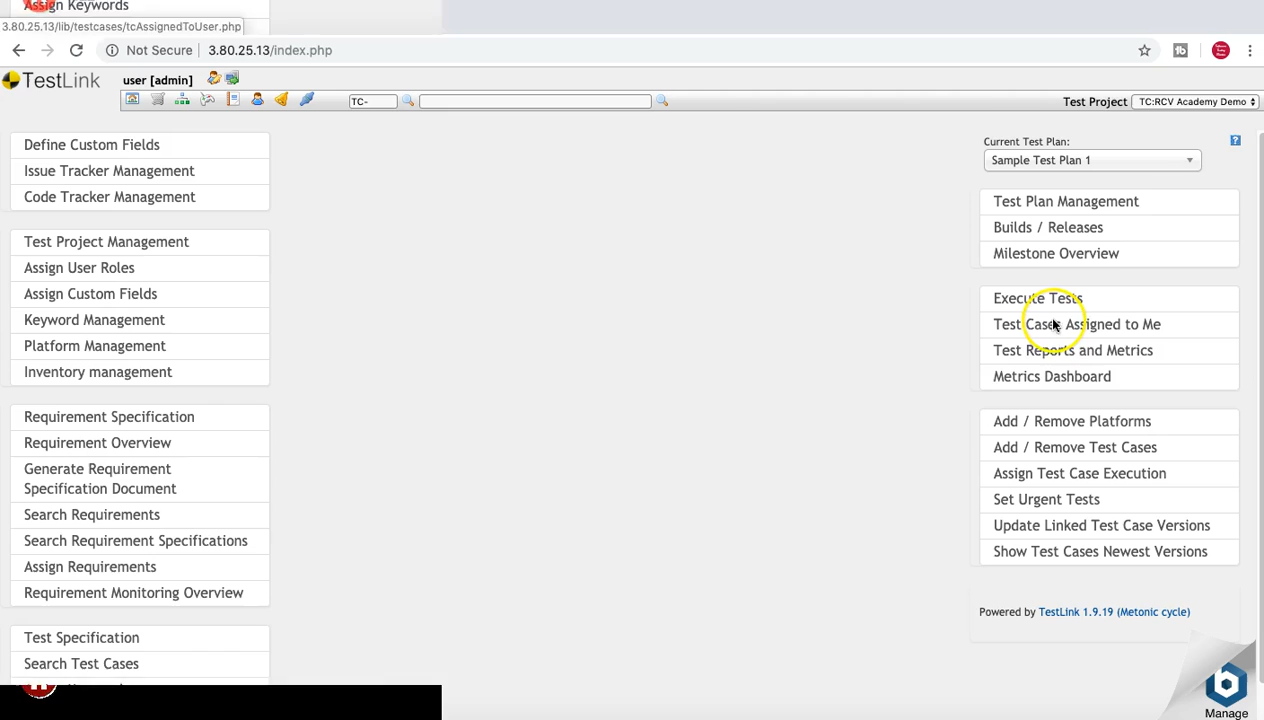 Assign Keywords
3.80.25.13/lib/testcases/tcAssignedToUser.php
Not Secure 3.80.25.13/index.php
TestLink user [admin]
TC-
Test Project TC:RCV Academy Demo
Define Custom Fields
Issue Tracker Management
Code Tracker Management
Test Project Management
Assign User Roles
Assign Custom Fields
Keyword Management
Platform Management
Inventory management
Requirement Specification
Requirement Overview
Generate Requirement
Specification Document
Search Requirements
Search Requirement Specifications
Assign Requirements
Requirement Monitoring Overview
Test Specification
Search Test Cases
Current Test Plan:
Sample Test Plan 1
Test Plan Management
Builds / Releases
Milestone Overview
Execute Tests
Test Cases Assigned to Me
Test Reports and Metrics
Metrics Dashboard
Add / Remove Platforms
Add / Remove Test Cases
Assign Test Case Execution
Set Urgent Tests
Update Linked Test Case Versions
Show Test Cases Newest Versions
Powered by TestLink 1.9.19 (Metonic cycle)
Manage